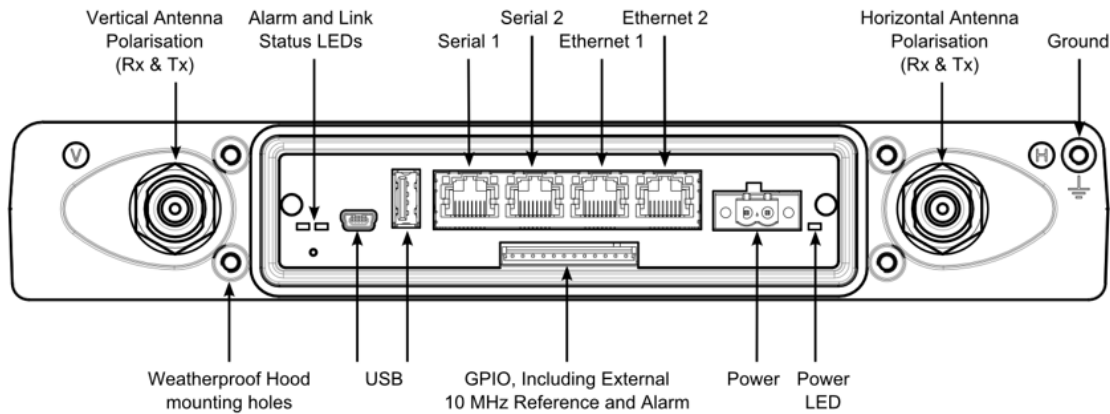 Vertical Antenna
Polarisation
(Rx & Tx)
Alarm and Link
Status LEDs
Serial 1
Serial 2
Ethernet 1
Ethernet 2
Horizontal Antenna
Polarisation
(Rx & Tx)
Ground
V
H
Weatherproof Hood
mounting holes
USB
GPIO, Including External
10 MHz Reference and Alarm
Power
Power
LED